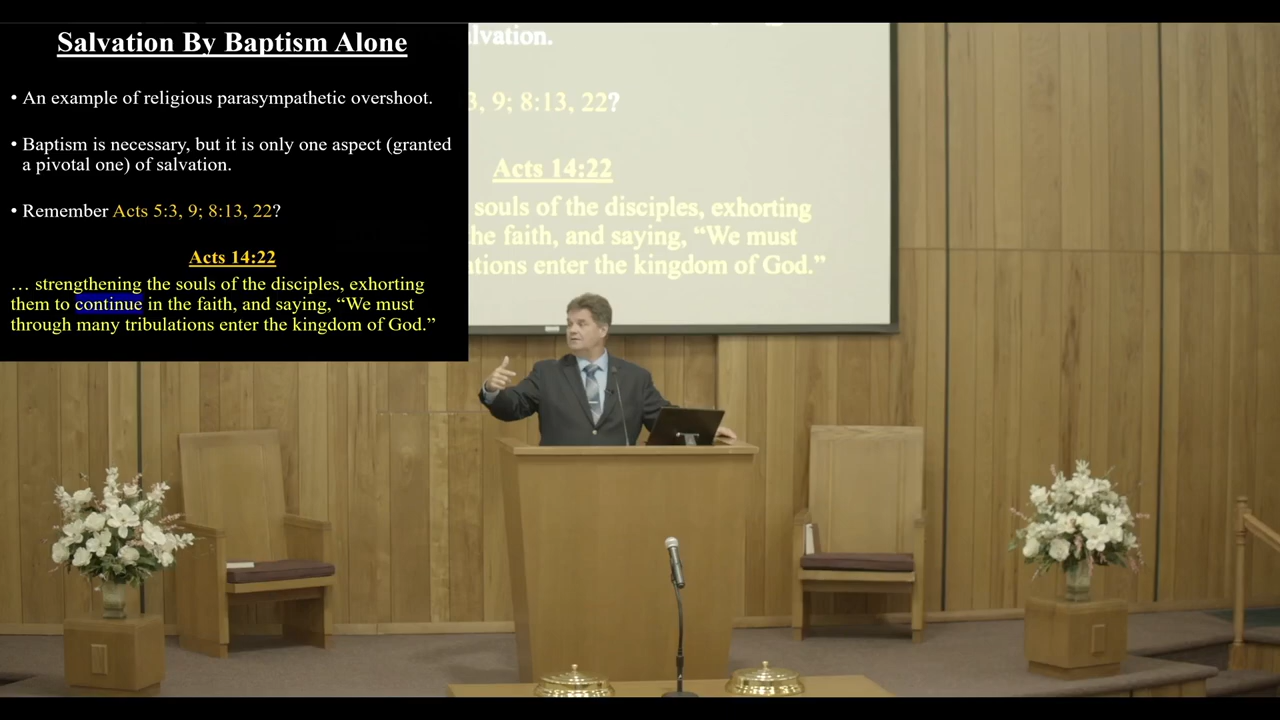 Salvation By Baptism Alone
• An example of religious parasympathetic overshoot.
• Baptism is necessary, but it is only one aspect (granted
a pivotal one) of salvation.
• Remember Acts 5:3, 9; 8:13, 22?
Acts 14:22
… strengthening the souls of the disciples, exhorting
them to continue in the faith, and saying, “We must
through many tribulations enter the kingdom of God.”
lvation.
3, 9; 8:13, 22?
Acts 14:22
souls of the disciples, exhorting
he faith, and saying, “We must
tions enter the kingdom of God.”